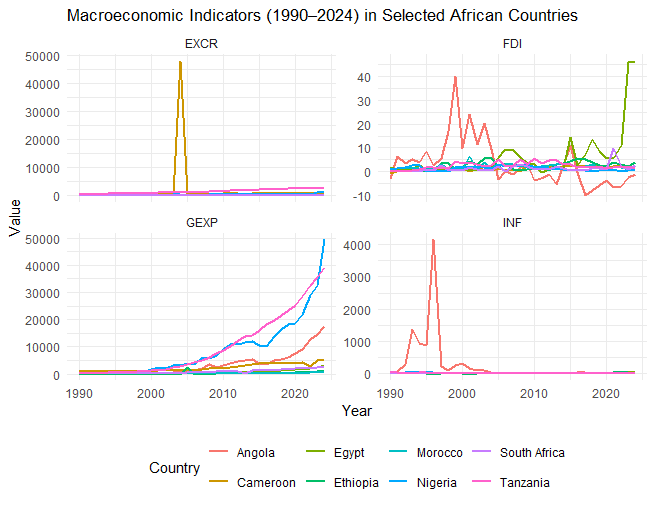 Macroeconomic Indicators (1990–2024) in Selected African Countries
EXCR
FDI
50000
40000
30000
20000
10000
0
40
30
20
10
0
-10
Value
GEXP
INF
50000
40000
30000
20000
10000
0
4000
3000
2000
1000
0
1990 2000 2010 2020
1990 2000 2010 2020
Year
Country
Angola Egypt Morocco South Africa
Cameroon Ethiopia Nigeria Tanzania